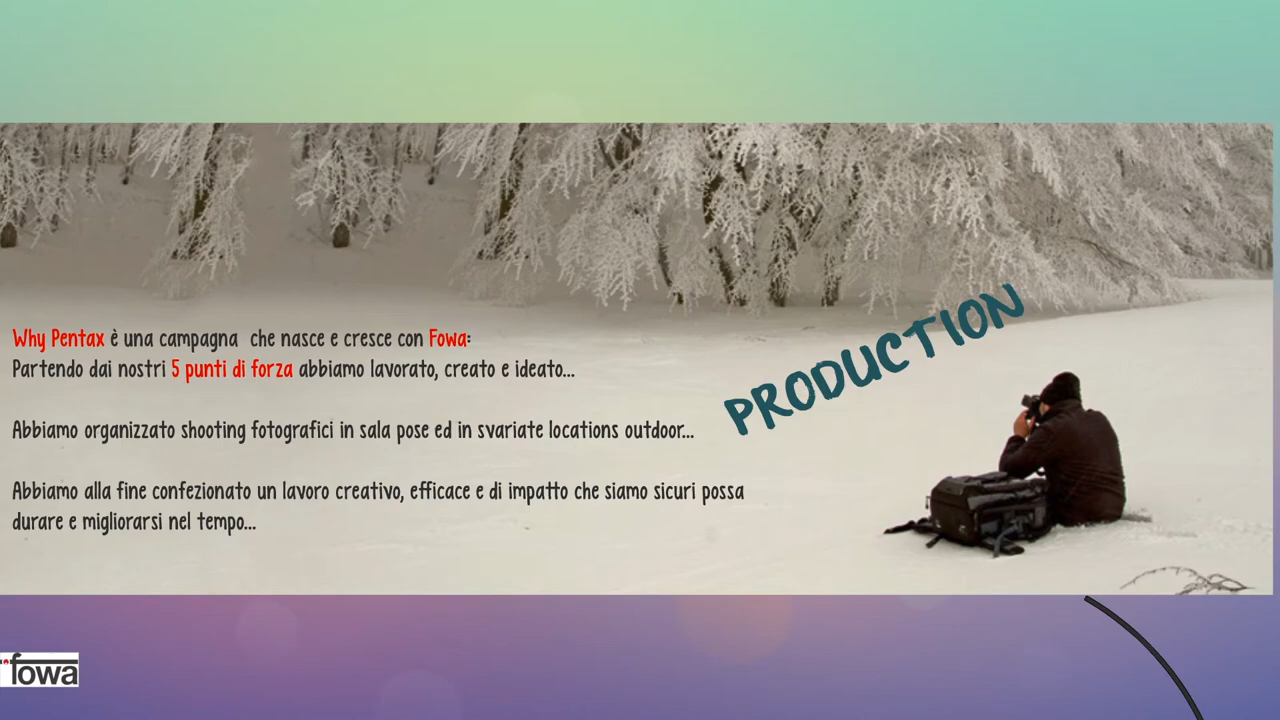 Why Pentax è una campagna  che nasce e cresce con Fowa:
Partendo dai nostri 5 punti di forza abbiamo lavorato, creato e ideato...
Abbiamo organizzato shooting fotografici in sala pose ed in svariate locations outdoor...
Abbiamo alla fine confezionato un lavoro creativo, efficace e di impatto che siamo sicuri possa
durare e migliorarsi nel tempo...
PRODUCTION
fowa